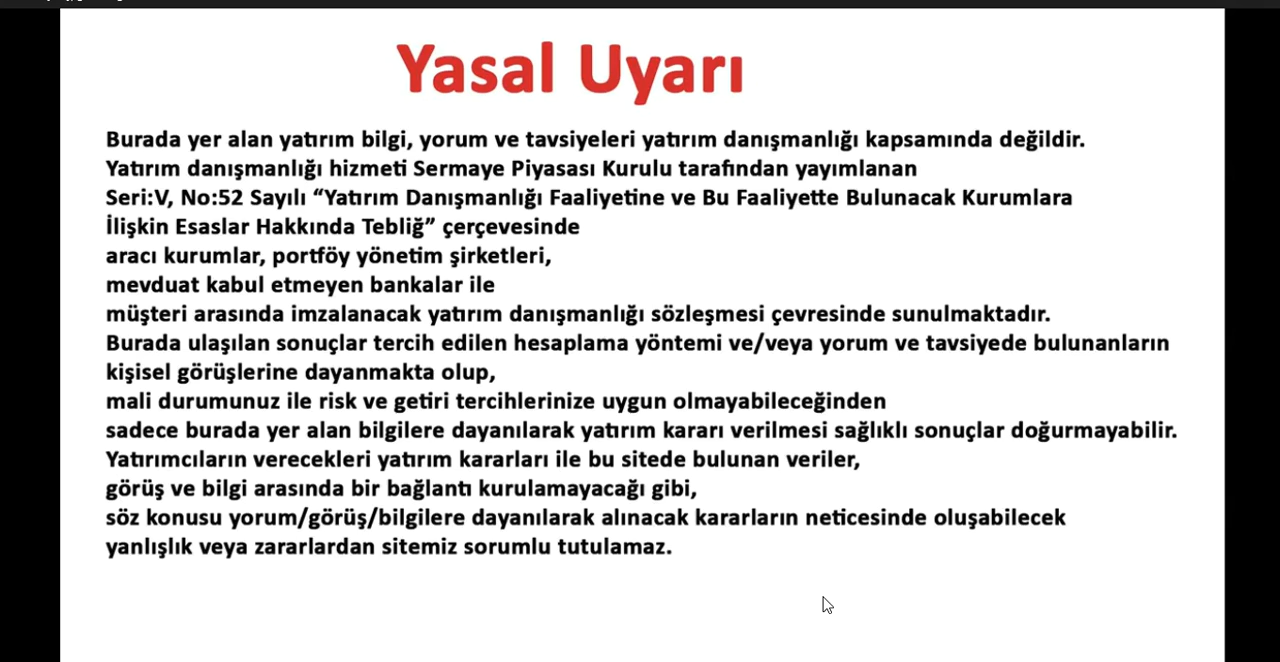 Yasal Uyarı
Burada yer alan yatırım bilgi, yorum ve tavsiyeleri yatırım danışmanlığı kapsamında değildir.
Yatırım danışmanlığı hizmeti Sermaye Piyasası Kurulu tarafından yayımlanan
Seri:V, No:52 Sayılı “Yatırım Danışmanlığı Faaliyetine ve Bu Faaliyette Bulunacak Kurumlara
İlişkin Esaslar Hakkında Tebliğ” çerçevesinde
aracı kurumlar, portföy yönetim şirketleri,
mevduat kabul etmeyen bankalar ile
müşteri arasında imzalanacak yatırım danışmanlığı sözleşmesi çevresinde sunulmaktadır.
Burada ulaşılan sonuçlar tercih edilen hesaplama yöntemi ve/veya yorum ve tavsiyede bulunanların
kişisel görüşlerine dayanmakta olup,
mali durumunuz ile risk ve getiri tercihlerinize uygun olmayabileceğinden
sadece burada yer alan bilgilere dayanılarak yatırım kararı verilmesi sağlıklı sonuçlar doğurmayabilir.
Yatırımcıların verecekleri yatırım kararları ile bu sitede bulunan veriler,
görüş ve bilgi arasında bir bağlantı kurulamayacağı gibi,
söz konusu yorum/görüş/bilgilere dayanılarak alınacak kararların neticesinde oluşabilecek
yanlışlık veya zararlardan sitemiz sorumlu tutulamaz.